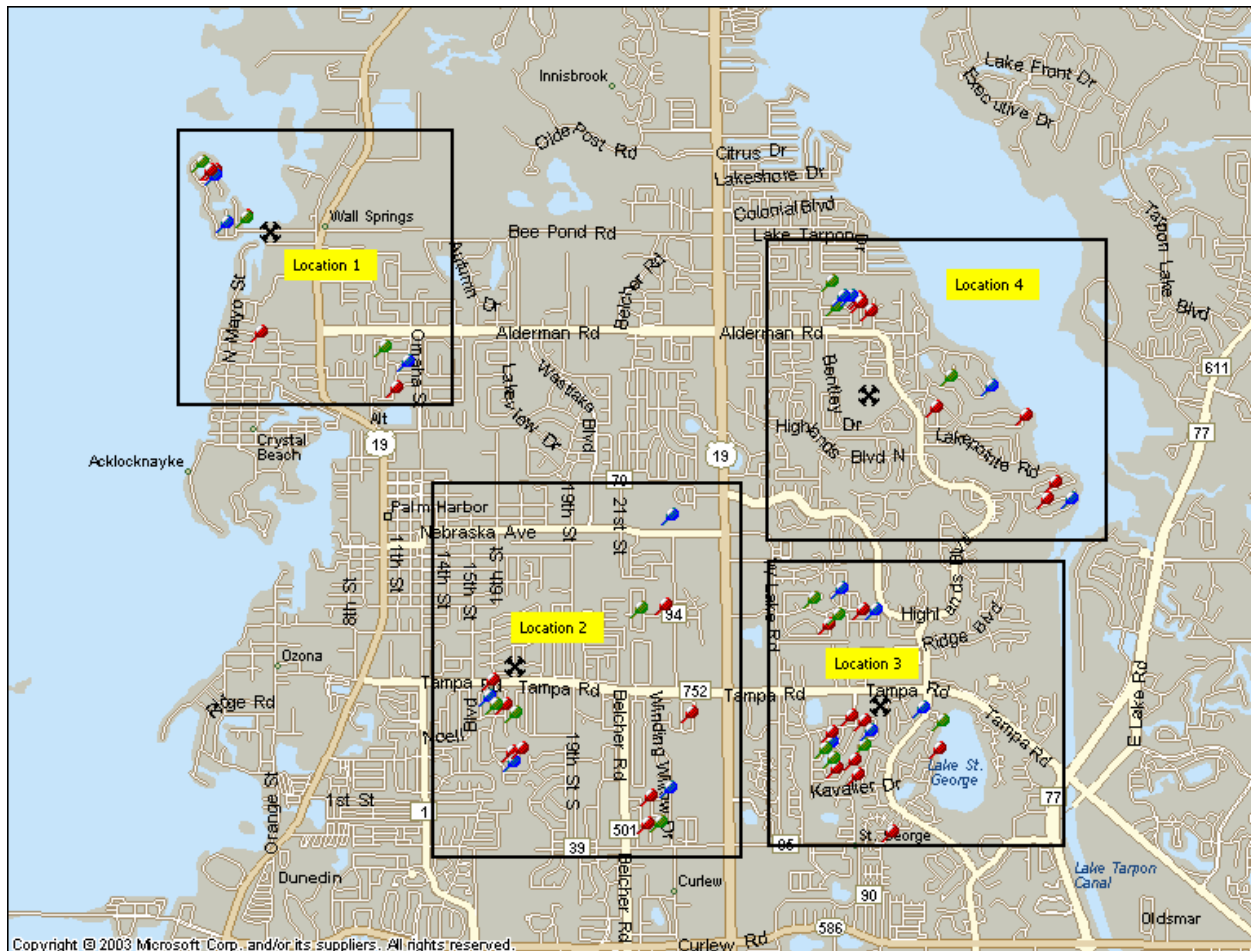 Lake Front Dr
Innisbrook
Executive Dr
Olde Post Rd
Citrus Dr
Lakeshore Dr
Colonial Blvd
Wall Springs
Bee Pond Rd
Lake Tarpon
Dr
Tarpon Lake Blvd
Location 1
Autumn Dr
Belcher Rd
Location 4
N Mayo St
Alderman Rd
Alderman Rd
Omaha St
611
Lakeview Dr
Westlake Blvd
Bentley Dr
Alt
19
Crystal
Beach
Highlands Blvd N
Lakepointe Rd
77
Acklocknayke
19
70
Palm Harbor
Nebraska Ave
19th St
21st St
11th St
14th St
15th St
16th St
8th St
W Lake Rd
Highlands Blvd
Ridge Blvd
94
Location 2
Location 3
Ozona
Tampa Rd
Tampa Rd
752
Tampa Rd
Tampa Rd
Tampa Rd
E Lake Rd
Noell
Blvd
Belcher Rd
Winding Willow Dr
19th St S
Lake St.
George
Kavalier Dr
Orange St
1st St
1
77
501
39
95
St. George
Dunedin
Belcher Rd
Curlew
90
Lake Tarpon
Canal
Oldsmar
586
Curlew Rd
Copyright © 2003 Microsoft Corp. and/or its suppliers. All rights reserved.